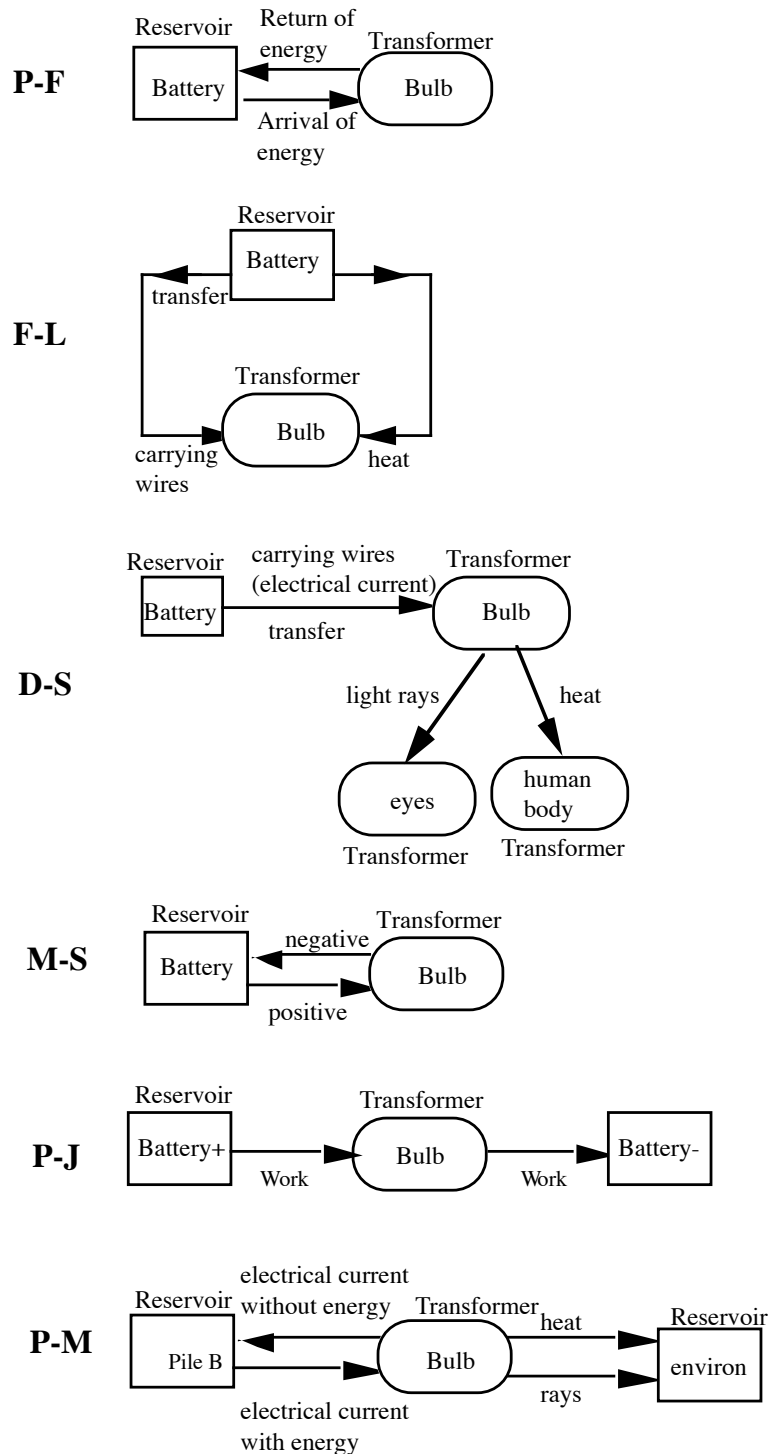 Reservoir
Return of
energy
Transformer
P-F
Battery
Bulb
Arrival of
energy
Reservoir
Battery
transfer
F-L
Transformer
Bulb
carrying
wires
heat
Reservoir
carrying wires
(electrical current)
Transformer
Battery
Bulb
transfer
D-S
light rays
heat
eyes
human
body
Transformer
Transformer
Reservoir
Transformer
negative
M-S
Battery
Bulb
positive
Reservoir
Transformer
P-J
Battery+
Bulb
Battery-
Work
Work
electrical current
without energy
Reservoir
Transformer
heat
Reservoir
P-M
Pile B
Bulb
environ
rays
electrical current
with energy